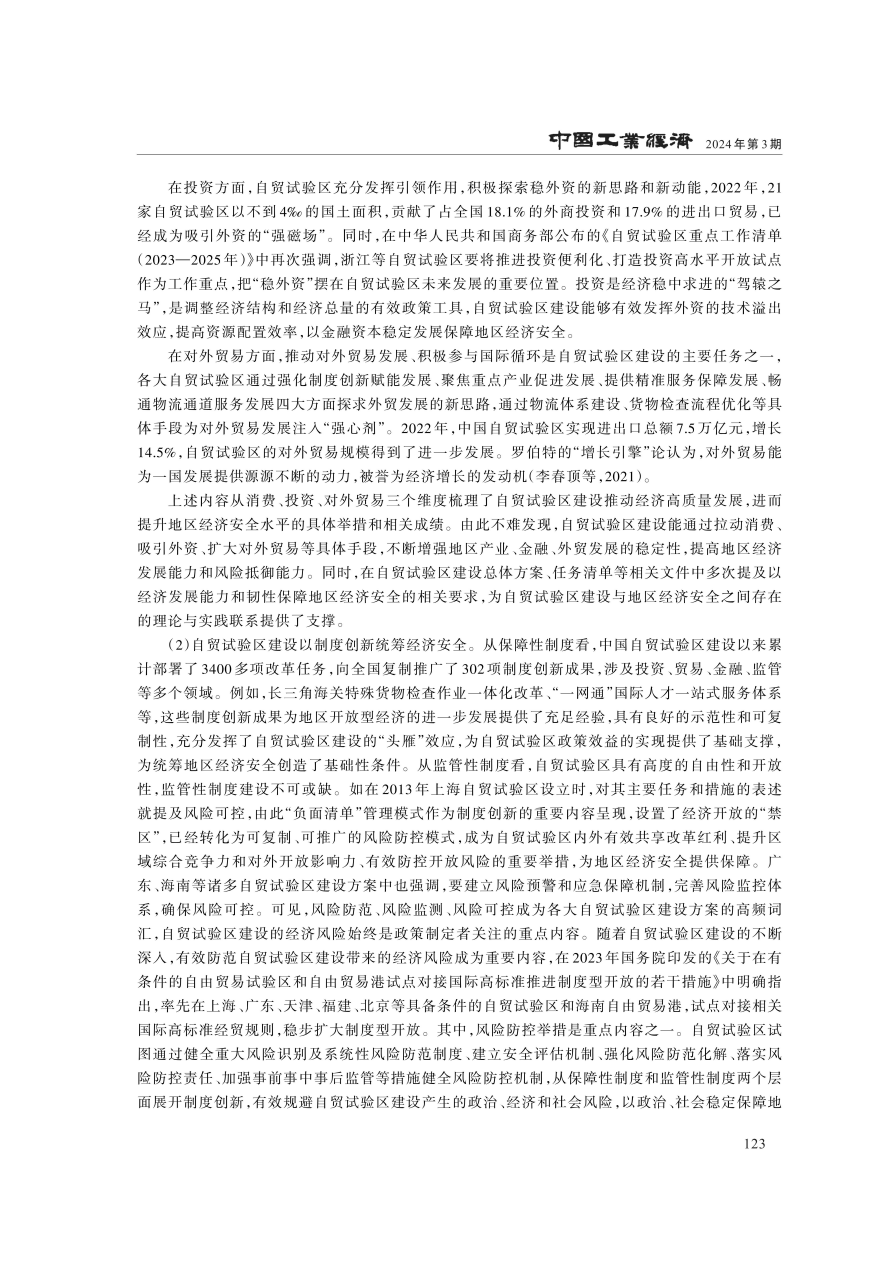 中国工业经济 2024年第3期
在投资方面,自贸试验区充分发挥引领作用,积极探索稳外资的新思路和新动能,2022年,21
家自贸试验区以不到4‰的国土面积,贡献了占全国18.1%的外商投资和17.9%的进出口贸易,已
经成为吸引外资的“强磁场”。同时,在中华人民共和国商务部公布的《自贸试验区重点工作清单
(2023—2025年)》中再次强调,浙江等自贸试验区要将推进投资便利化、打造投资高水平开放试点
作为工作重点,把“稳外资”摆在自贸试验区未来发展的重要位置。投资是经济稳中求进的“驾辕之
马”,是调整经济结构和经济总量的有效政策工具,自贸试验区建设能够有效发挥外资的技术溢出
效应,提高资源配置效率,以金融资本稳定发展保障地区经济安全。
在对外贸易方面,推动对外贸易发展、积极参与国际循环是自贸试验区建设的主要任务之一,
各大自贸试验区通过强化制度创新赋能发展、聚焦重点产业促进发展、提供精准服务保障发展、畅
通物流通道服务发展四大方面探求外贸发展的新思路,通过物流体系建设、货物检查流程优化等具
体手段为对外贸易发展注入“强心剂”。2022年,中国自贸试验区实现进出口总额7.5万亿元,增长
14.5%,自贸试验区的对外贸易规模得到了进一步发展。罗伯特的“增长引擎”论认为,对外贸易能
为一国发展提供源源不断的动力,被誉为经济增长的发动机(李春顶等,2021)。
上述内容从消费、投资、对外贸易三个维度梳理了自贸试验区建设推动经济高质量发展,进而
提升地区经济安全水平的具体举措和相关成绩。由此不难发现,自贸试验区建设能通过拉动消费、
吸引外资、扩大对外贸易等具体手段,不断增强地区产业、金融、外贸发展的稳定性,提高地区经济
发展能力和风险抵御能力。同时,在自贸试验区建设总体方案、任务清单等相关文件中多次提及以
经济发展能力和韧性保障地区经济安全的相关要求,为自贸试验区建设与地区经济安全之间存在
的理论与实践联系提供了支撑。
(2)自贸试验区建设以制度创新统筹经济安全。从保障性制度看,中国自贸试验区建设以来累
计部署了3400多项改革任务,向全国复制推广了302项制度创新成果,涉及投资、贸易、金融、监管
等多个领域。例如,长三角海关特殊货物检查作业一体化改革、“一网通”国际人才一站式服务体系
等,这些制度创新成果为地区开放型经济的进一步发展提供了充足经验,具有良好的示范性和可复
制性,充分发挥了自贸试验区建设的“头雁”效应,为自贸试验区政策效益的实现提供了基础支撑,
为统筹地区经济安全创造了基础性条件。从监管性制度看,自贸试验区具有高度的自由性和开放
性,监管性制度建设不可或缺。如在2013年上海自贸试验区设立时,对其主要任务和措施的表述
就提及风险可控,由此“负面清单”管理模式作为制度创新的重要内容呈现,设置了经济开放的“禁
区”,已经转化为可复制、可推广的风险防控模式,成为自贸试验区内外有效共享改革红利、提升区
域综合竞争力和对外开放影响力、有效防控开放风险的重要举措,为地区经济安全提供保障。广
东、海南等诸多自贸试验区建设方案中也强调,要建立风险预警和应急保障机制,完善风险监控体
系,确保风险可控。可见,风险防范、风险监测、风险可控成为各大自贸试验区建设方案的高频词
汇,自贸试验区建设的经济风险始终是政策制定者关注的重点内容。随着自贸试验区建设的不断
深入,有效防范自贸试验区建设带来的经济风险成为重要内容,在2023年国务院印发的《关于在有
条件的自由贸易试验区和自由贸易港试点对接国际高标准推进制度型开放的若干措施》中明确指
出,率先在上海、广东、天津、福建、北京等具备条件的自贸试验区和海南自由贸易港,试点对接相关
国际高标准经贸规则,稳步扩大制度型开放。其中,风险防控举措是重点内容之一。自贸试验区试
图通过健全重大风险识别及系统性风险防范制度、建立安全评估机制、强化风险防范化解、落实风
险防控责任、加强事前事中事后监管等措施健全风险防控机制,从保障性制度和监管性制度两个层
面展开制度创新,有效规避自贸试验区建设产生的政治、经济和社会风险,以政治、社会稳定保障地
123